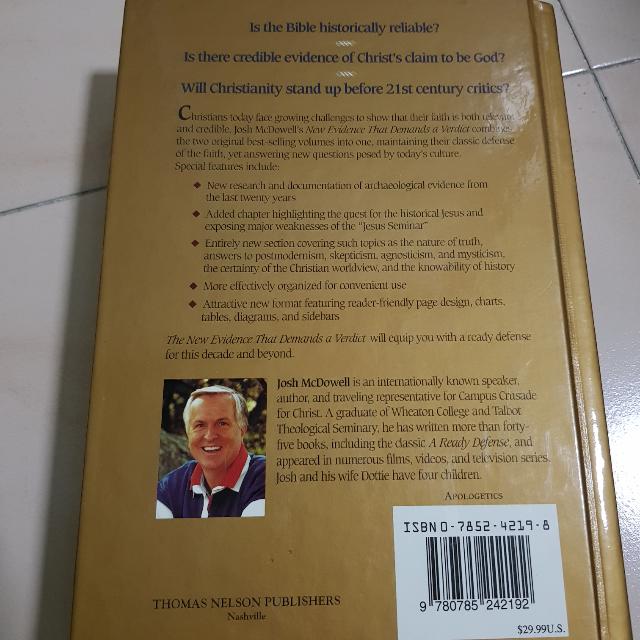 Is the Bible historically reliable?
Is there credible evidence of Christ's claim to be God?
Will Christianity stand up before 21st century critics?
Christians today face growing challenges to show that their faith is both relevant
and credible. Josh McDowell's New Evidence That Demands a Verdict combines
the two original best-selling volumes into one, maintaining their classic defense
of the faith, yet answering new questions posed by today's culture.
Special features include:
◆ New research and documentation of archaeological evidence from
the last twenty years
◆ Added chapter highlighting the quest for the historical Jesus and
exposing major weaknesses of the "Jesus Seminar"
◆ Entirely new section covering such topics as the nature of truth,
answers to postmodernism, skepticism, agnosticism, and mysticism,
the certainty of the Christian worldview, and the knowability of history
◆ More effectively organized for convenient use
◆ Attractive new format featuring reader-friendly page design, charts,
tables, diagrams, and sidebars
The New Evidence That Demands a Verdict will equip you with a ready defense
for this decade and beyond.
Josh McDowell is an internationally known speaker,
author, and traveling representative for Campus Crusade
for Christ. A graduate of Wheaton College and Talbot
Theological Seminary, he has written more than forty-
five books, including the classic A Ready Defense, and
appeared in numerous films, videos, and television series.
Josh and his wife Dottie have four children.
APOLOGETICS
ISBN 0-7852-4219-8
9 780785 242192
$29.99U.S.
THOMAS NELSON PUBLISHERS
Nashville